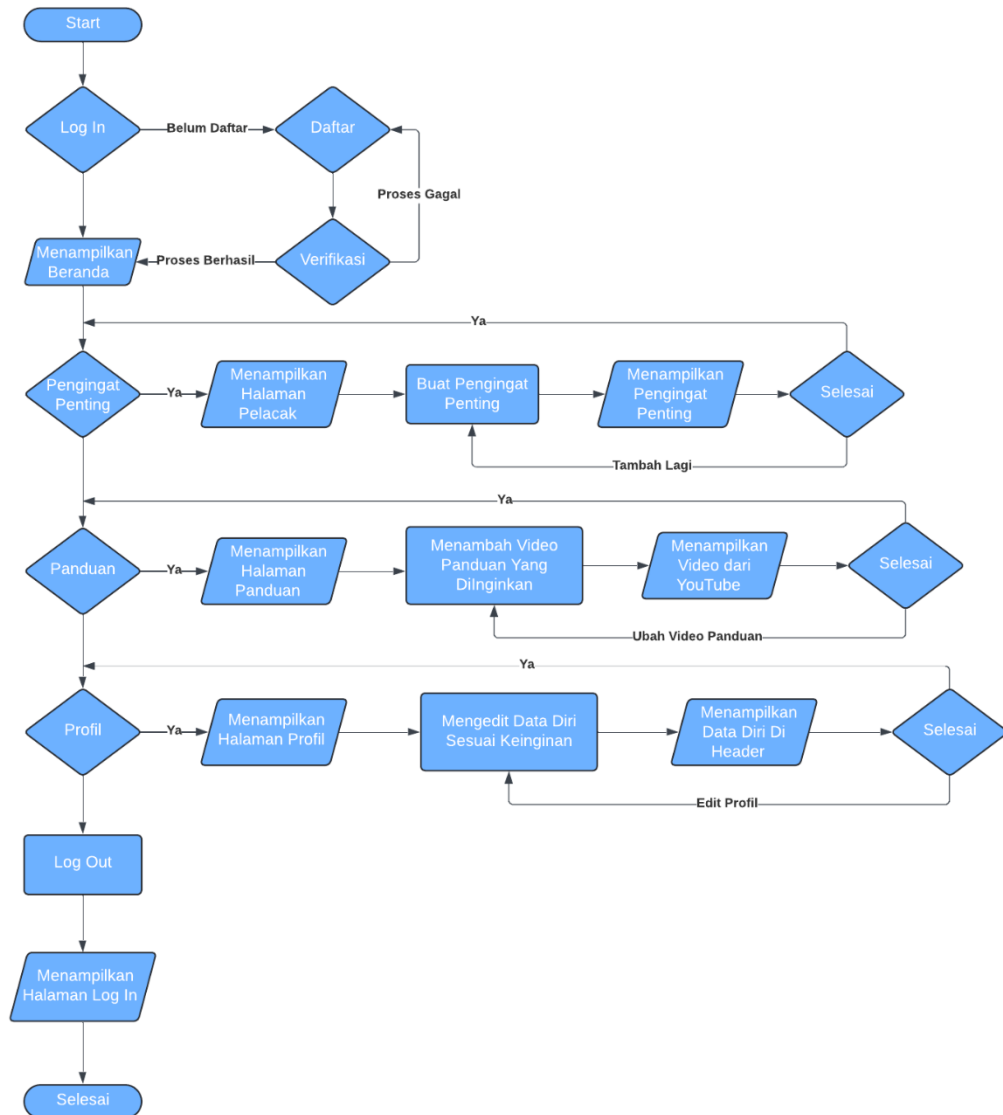 Start
Log In
Belum Daftar
Daftar
Proses Gagal
Menampilkan
Beranda
Proses Berhasil
Verifikasi
Ya
Pengingat
Penting
Ya
Menampilkan
Halaman
Pelacak
Buat Pengingat
Penting
Menampilkan
Pengingat
Penting
Selesai
Tambah Lagi
Ya
Panduan
Ya
Menampilkan
Halaman
Panduan
Menambah Video
Panduan Yang
DiInginkan
Menampilkan
Video dari
YouTube
Selesai
Ubah Video Panduan
Ya
Profil
Ya
Menampilkan
Halaman Profil
Mengedit Data Diri
Sesuai Keinginan
Menampilkan
Data Diri Di
Header
Selesai
Edit Profil
Log Out
Menampilkan
Halaman Log In
Selesai